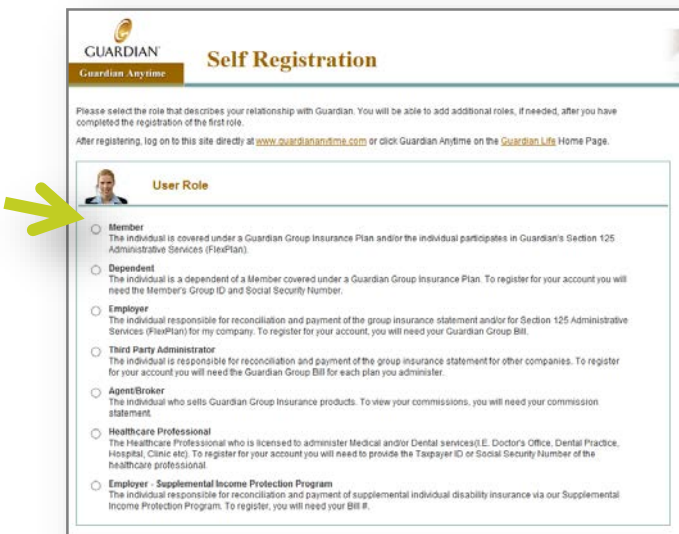 GUARDIAN
Guardian Anytime
Self Registration
Please select the role that describes your relationship with Guardian. You will be able to add additional roles, if needed, after you have
completed the registration of the first role.
After registering, log on to this site directly at www.guardiananytime.com or click Guardian Anytime on the Guardian Life Home Page.
User Role
Member
The individual is covered under a Guardian Group Insurance Plan and/or the individual participates in Guardian's Section 125
Administrative Services (FlexPlan).
Dependent
The individual is a dependent of a Member covered under a Guardian Group Insurance Plan. To register for your account you will
need the Member's Group ID and Social Security Number.
Employer
The individual responsible for reconciliation and payment of the group insurance statement and/or for Section 125 Administrative
Services (FlexPlan) for my company. To register for your account, you will need your Guardian Group Bill.
Third Party Administrator
The individual is responsible for reconciliation and payment of the group insurance statement for other companies. To register
for your account you will need the Guardian Group Bill for each plan you administer.
Agent/Broker
The individual who sells Guardian Group Insurance products. To view your commissions, you will need your commission
statement.
Healthcare Professional
The Healthcare Professional who is licensed to administer Medical and/or Dental services(I.E. Doctor's Office, Dental Practice,
Hospital, Clinic etc). To register for your account you will need to provide the Taxpayer ID or Social Security Number of the
healthcare professional.
Employer - Supplemental Income Protection Program
The individual responsible for reconciliation and payment of supplemental individual disability insurance via our Supplemental
Income Protection Program. To register, you will need your Bill #.